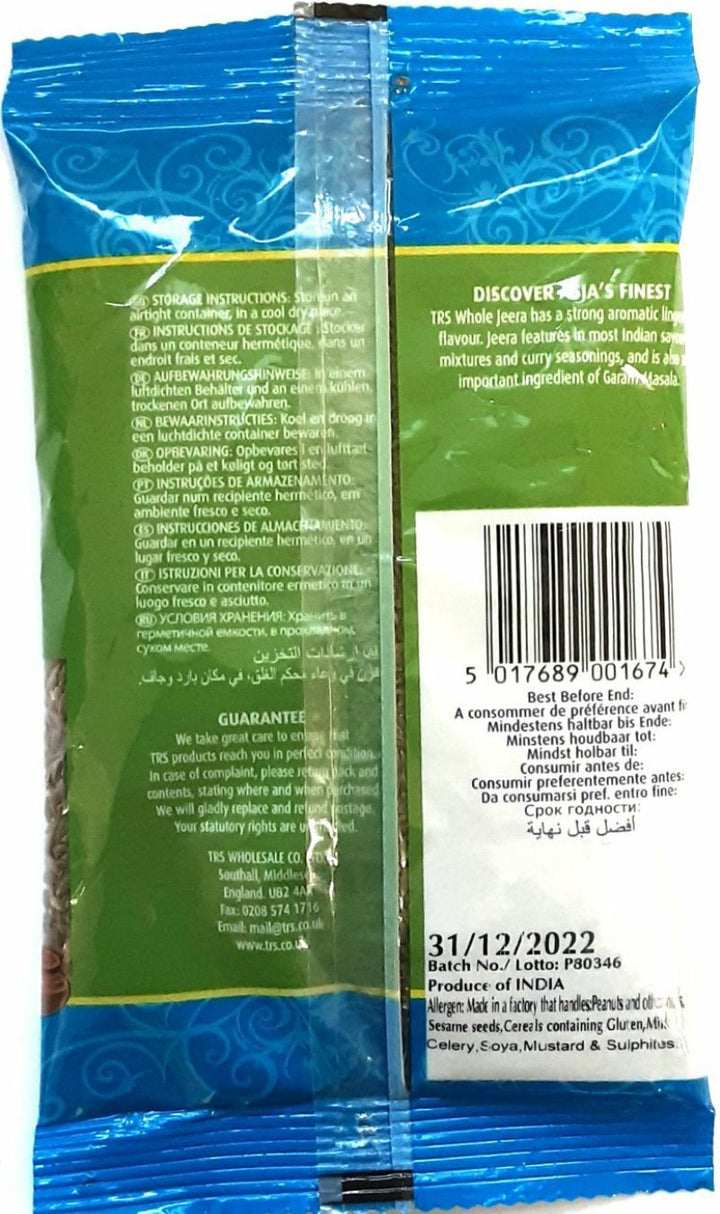 EN STORAGE INSTRUCTIONS: Store in an
airtight container, in a cool dry place.
FR INSTRUCTIONS DE STOCKAGE: Stocker
dans un conteneur hermétique, dans un
endroit frais et sec.
DE AUFBEWAHRUNGSHINWEISE: In einem
luftdichten Behälter und an einem kühlen,
trockenen Ort aufbewahren.
NL BEWAARINSTRUCTIES: Koel en droog in
een luchtdichte container bewaren.
DK OPBEVARING: Opbevares i en lufttæt
beholder på et køligt og tørt sted.
PT INSTRUÇÕES DE ARMAZENAMENTO:
Guardar num recipiente hermético, em
ambiente fresco e seco.
ES INSTRUCCIONES DE ALMACENAMIENTO:
Guardar en un recipiente hermético, en un
lugar fresco y seco.
IT ISTRUZIONI PER LA CONSERVAZIONE:
Conservare in contenitore ermetico in un
luogo fresco e asciutto.
RU УСЛОВИЯ ХРАНЕНИЯ: Хранить в
герметичной емкости, в прохладном,
сухом месте.
إرشادات التخزين
في وعاء محكم الغلق، في مكان بارد وجاف.
GUARANTEE
We take great care to ensure that
TRS products reach you in perfect condition.
In case of complaint, please return pack and
contents, stating where and when purchased
We will gladly replace and refund postage.
Your statutory rights are
TRS WHOLESALE CO.
Southall, Middlesex
England. UB2 4A
Fax: 0208 574 1716
Email: mail@trs.co.uk
www.trs.co.uk
DISCOVER ASIA'S FINEST
TRS Whole Jeera has a strong aromatic
flavour. Jeera features in most Indian
mixtures and curry seasonings, and is
important ingredient of Garam Masala.
5 017689 001674 >
Best Before End:
A consommer de préférence avant
Mindestens haltbar bis Ende:
Minstens houdbaar tot:
Mindst holbar til:
Consumir antes de:
Consumir preferentemente antes:
Da consumarsi pref. entro fine:
Срок годности:
أفضل قبل نهاية
31/12/2022
Batch No./ Lotto: P80346
Produce of INDIA
Allergen: Made in a factory that handles:Peanuts and
Sesame seeds,Cereals containing Gluten,Milk
Celery,Soya,Mustard & Sulphites.